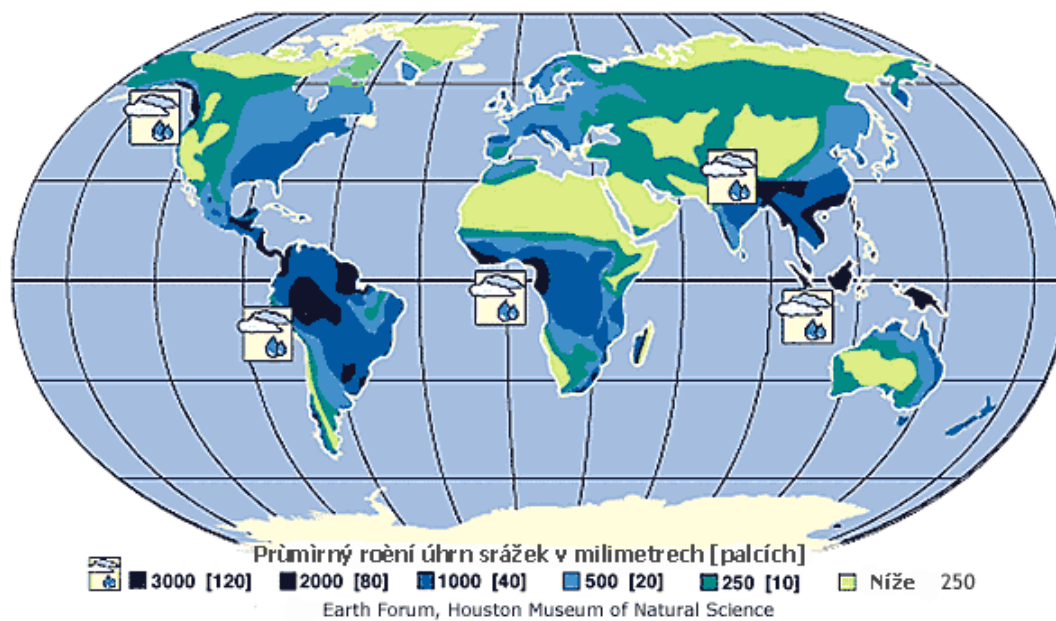 Prùmìrný roèní úhrn srážek v milimetrech [palcích]
3000 [120] 2000 [80] 1000 [40] 500 [20] 250 [10] Níže 250
Earth Forum, Houston Museum of Natural Science